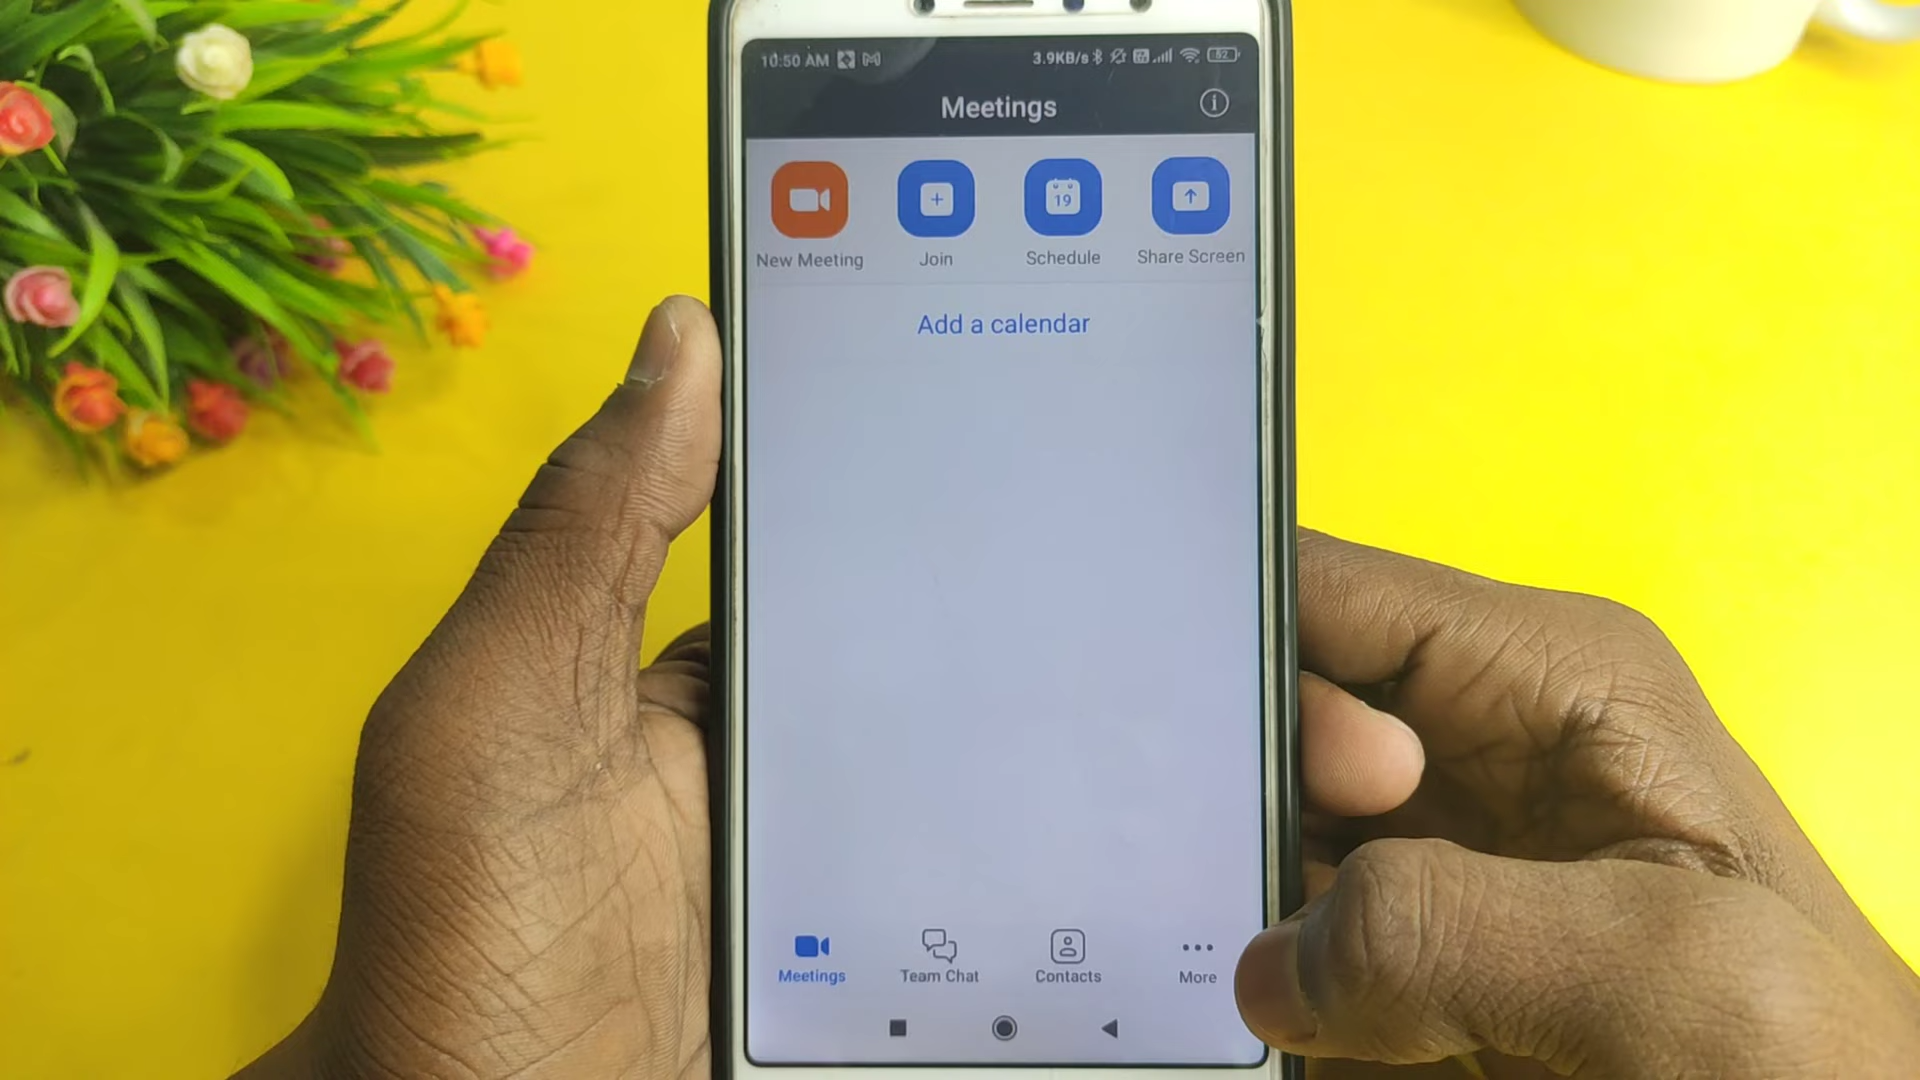 10:50 AM 3.9KB/s 62
Meetings
19
New Meeting Join Schedule Share Screen
Add a calendar
Meetings Team Chat Contacts More